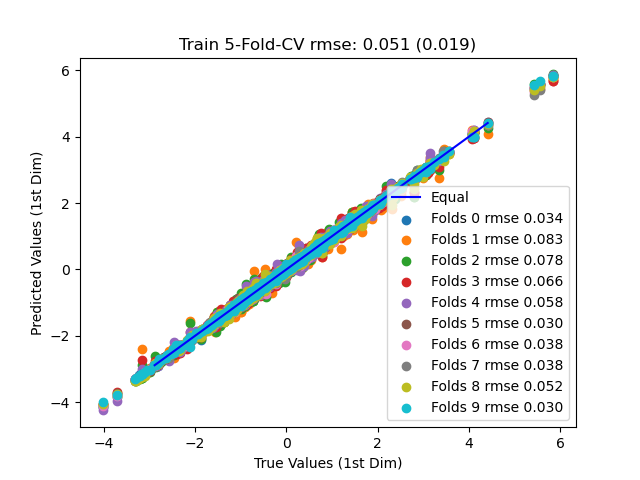 Train 5-Fold-CV rmse: 0.051 (0.019)
6
4
2
0
−2
−4
Predicted Values (1st Dim)
Equal
Folds 0 rmse 0.034
Folds 1 rmse 0.083
Folds 2 rmse 0.078
Folds 3 rmse 0.066
Folds 4 rmse 0.058
Folds 5 rmse 0.030
Folds 6 rmse 0.038
Folds 7 rmse 0.038
Folds 8 rmse 0.052
Folds 9 rmse 0.030
−4 −2 0 2 4 6
True Values (1st Dim)